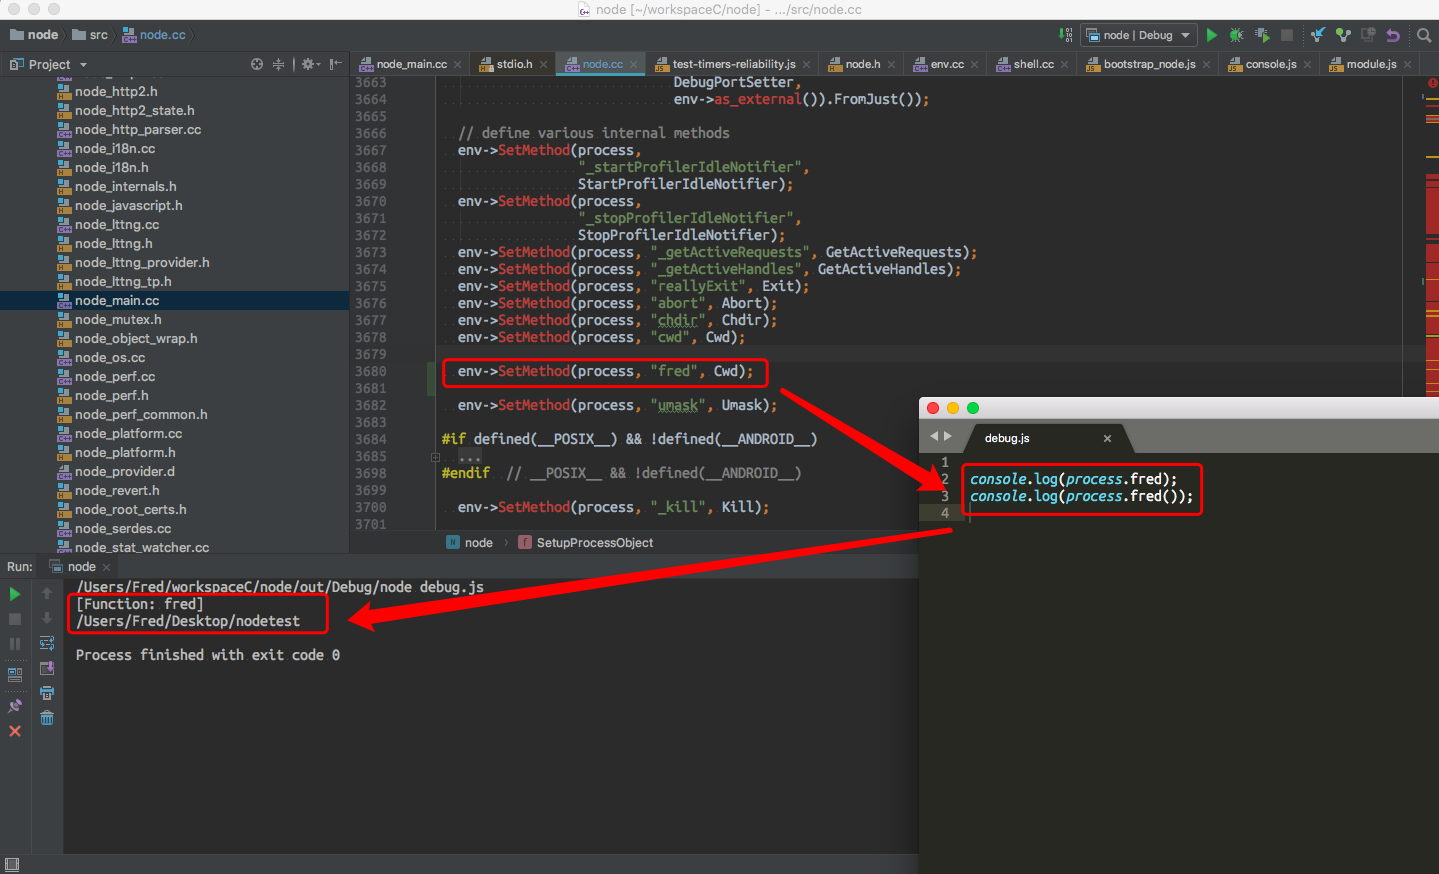 node [~/workspaceC/node] - .../src/node.cc
node
src
node.cc
node | Debug
Project
node_main.cc
stdio.h
node.cc
test-timers-reliability.js
node.h
env.cc
shell.cc
bootstrap_node.js
console.js
module.js
node_http2.h
node_http2_state.h
node_http_parser.cc
node_i18n.cc
node_i18n.h
node_internals.h
node_javascript.h
node_lttng.cc
node_lttng.h
node_lttng_provider.h
node_lttng_tp.h
node_main.cc
node_mutex.h
node_object_wrap.h
node_os.cc
node_perf.cc
node_perf.h
node_perf_common.h
node_platform.cc
node_platform.h
node_provider.d
node_revert.h
node_root_certs.h
node_serdes.cc
node_stat_watcher.cc
3663 DebugPortSetter,
3664 env->as_external()).FromJust());
3665
3666 // define various internal methods
3667 env->SetMethod(process,
3668 "_startProfilerIdleNotifier",
3669 StartProfilerIdleNotifier);
3670 env->SetMethod(process,
3671 "_stopProfilerIdleNotifier",
3672 StopProfilerIdleNotifier);
3673 env->SetMethod(process, "_getActiveRequests", GetActiveRequests);
3674 env->SetMethod(process, "_getActiveHandles", GetActiveHandles);
3675 env->SetMethod(process, "reallyExit", Exit);
3676 env->SetMethod(process, "abort", Abort);
3677 env->SetMethod(process, "chdir", Chdir);
3678 env->SetMethod(process, "cwd", Cwd);
3679
3680 env->SetMethod(process, "fred", Cwd);
3681
3682 env->SetMethod(process, "umask", Umask);
3683
3684 #if defined(__POSIX__) && !defined(__ANDROID__)
3685 ...
3698 #endif // __POSIX__ && !defined(__ANDROID__)
3699
3700 env->SetMethod(process, "_kill", Kill);
3701
N node
f SetupProcessObject
debug.js
1
2 console.log(process.fred);
3 console.log(process.fred());
4
Run: node
/Users/Fred/workspaceC/node/out/Debug/node debug.js
[Function: fred]
/Users/Fred/Desktop/nodetest
Process finished with exit code 0